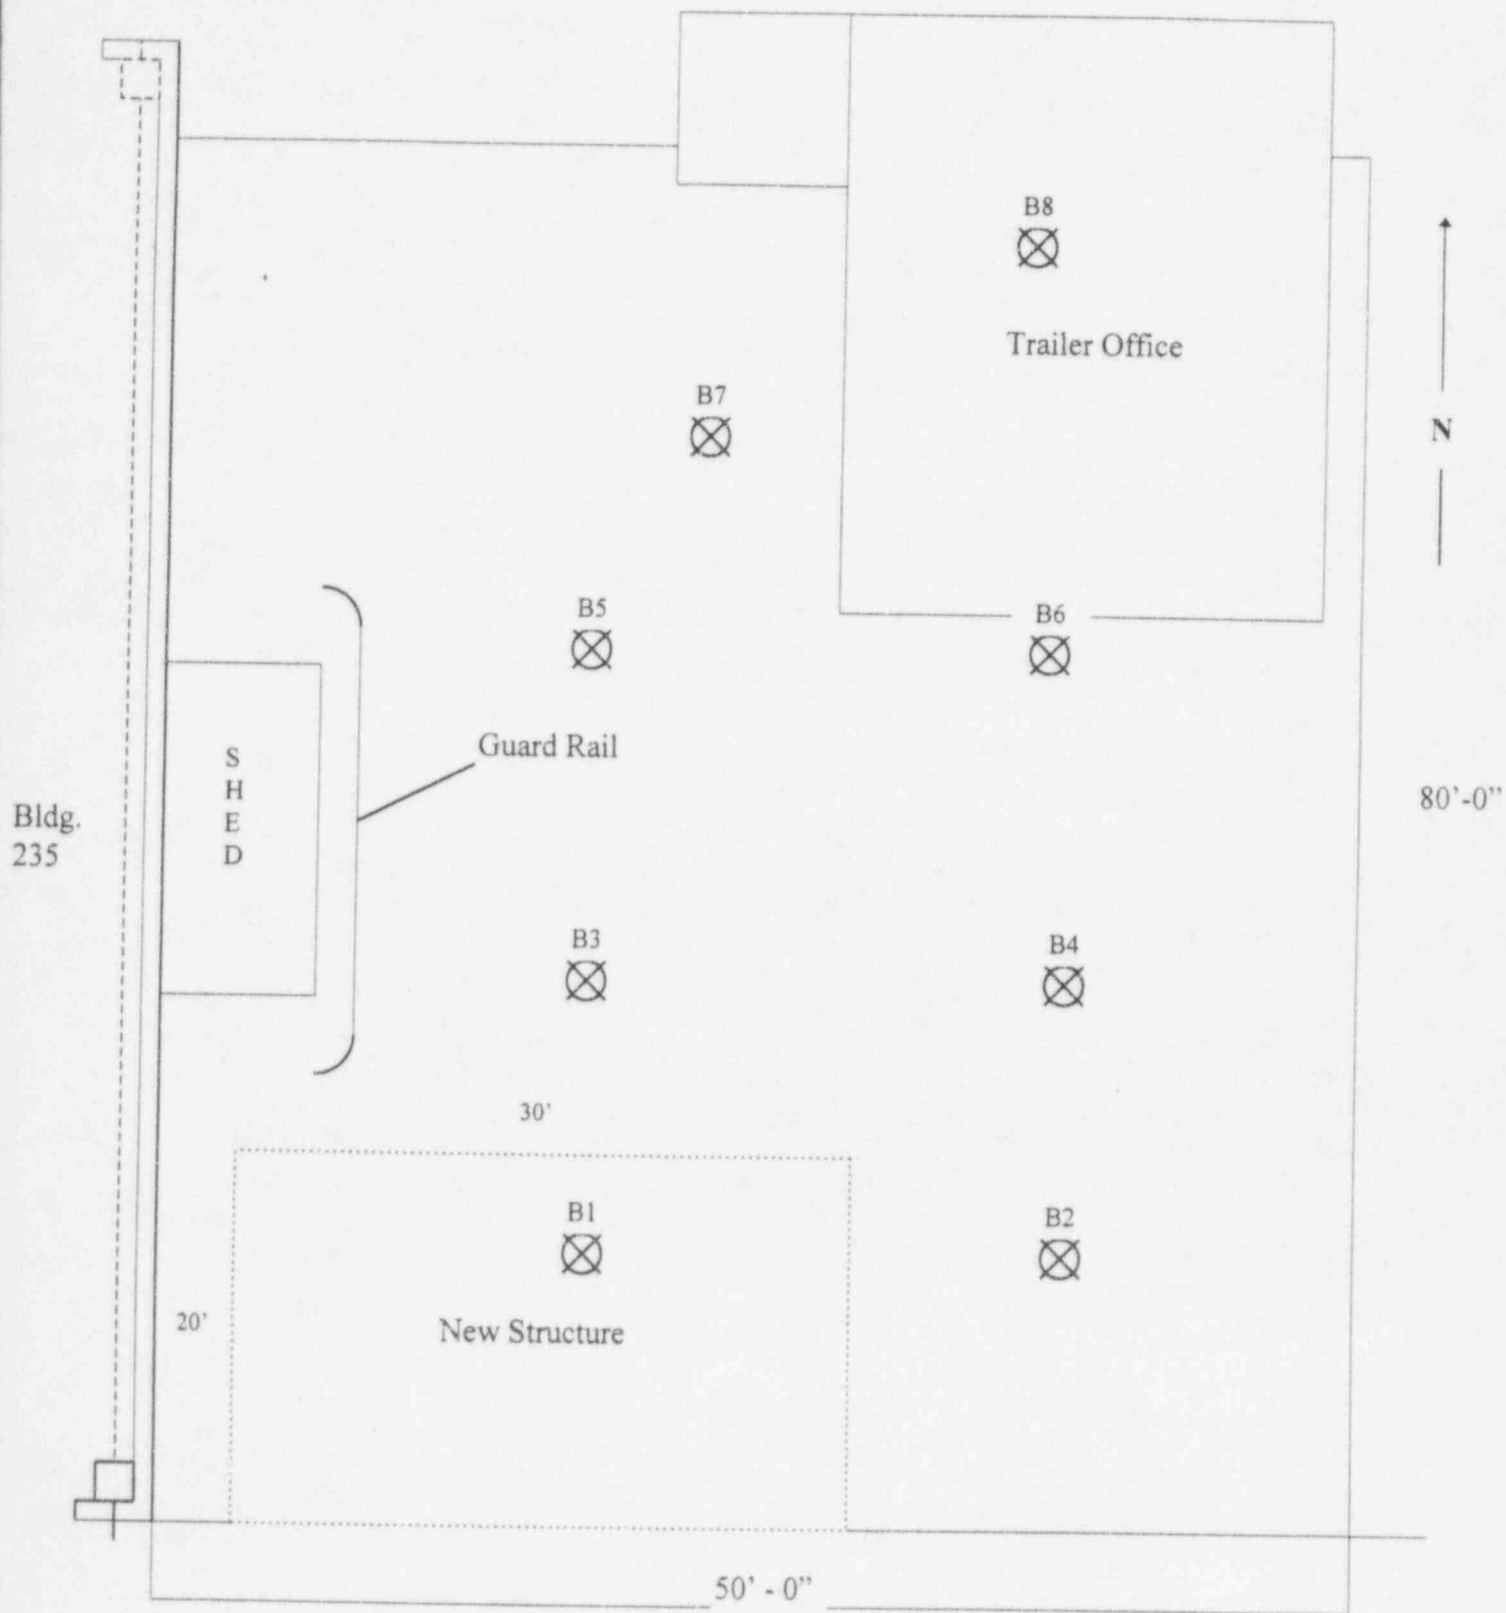 B8
Trailer Office
B7
N
B5
B6
Guard Rail
S
H
E
D
Bldg.
235
80'-0"
B3
B4
30'
B1
B2
20'
New Structure
50' - 0"